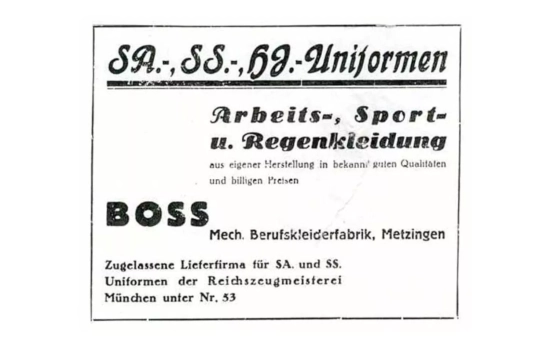 SA.-, SS.-, HJ.-Uniformen
Arbeits-, Sport-
u. Regenkleidung
aus eigener Herstellung in bekannt guten Qualitäten
und billigen Preisen
BOSS
Mech. Berufskleiderfabrik, Metzingen
Zugelassene Lieferfirma für SA. und SS.
Uniformen der Reichszeugmeisterei
München unter Nr. 53